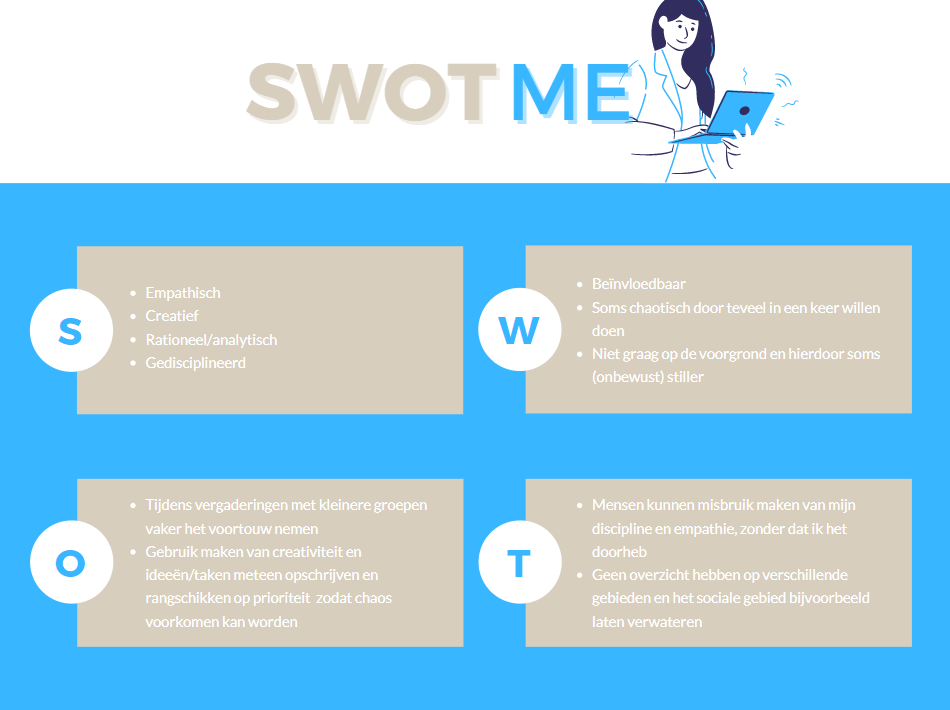 SWOT ME
S
• Empathisch
• Creatief
• Rationeel/analytisch
• Gedisciplineerd
W
• Beïnvloedbaar
• Soms chaotisch door teveel in een keer willen
doen
• Niet graag op de voorgrond en hierdoor soms
(onbewust) stiller
O
• Tijdens vergaderingen met kleinere groepen
vaker het voortouw nemen
• Gebruik maken van creativiteit en
ideeën/taken meteen opschrijven en
rangschikken op prioriteit zodat chaos
voorkomen kan worden
T
• Mensen kunnen misbruik maken van mijn
discipline en empathie, zonder dat ik het
doorheb
• Geen overzicht hebben op verschillende
gebieden en het sociale gebied bijvoorbeeld
laten verwateren